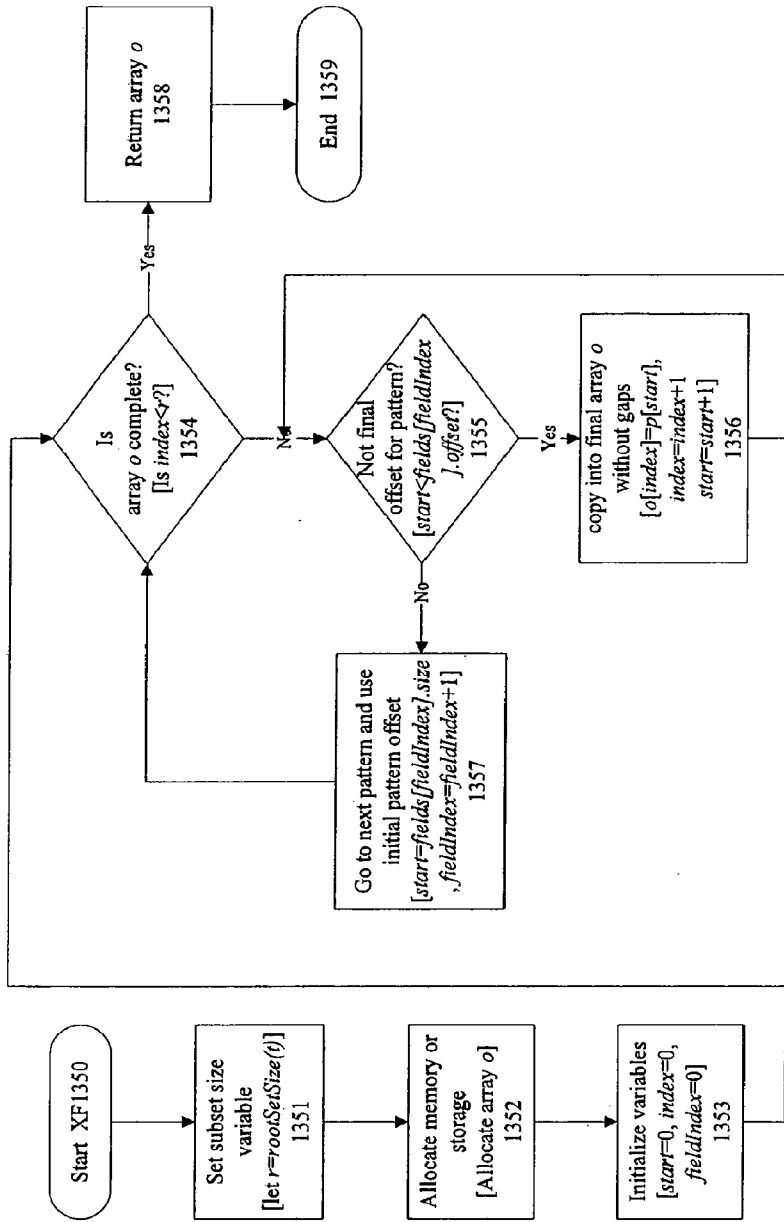 Start XF1350
Set subset size
variable
[let r=rootSetSize(t)]
1351
Allocate memory or
storage
[Allocate array o]
1352
Initialize variables
[start=0, index=0,
fieldIndex=0]
1353
Is
array o complete?
[Is index<r?]
1354
Yes
Return array o
1358
End 1359
No
Not final
offset for pattern?
[start<fields[fieldIndex
].offset?]
1355
No
Go to next pattern and use
initial pattern offset
[start=fields[fieldIndex].size
,fieldIndex=fieldIndex+1]
1357
Yes
copy into final array o
without gaps
[o[index]=p[start],
index=index+1
start=start+1]
1356